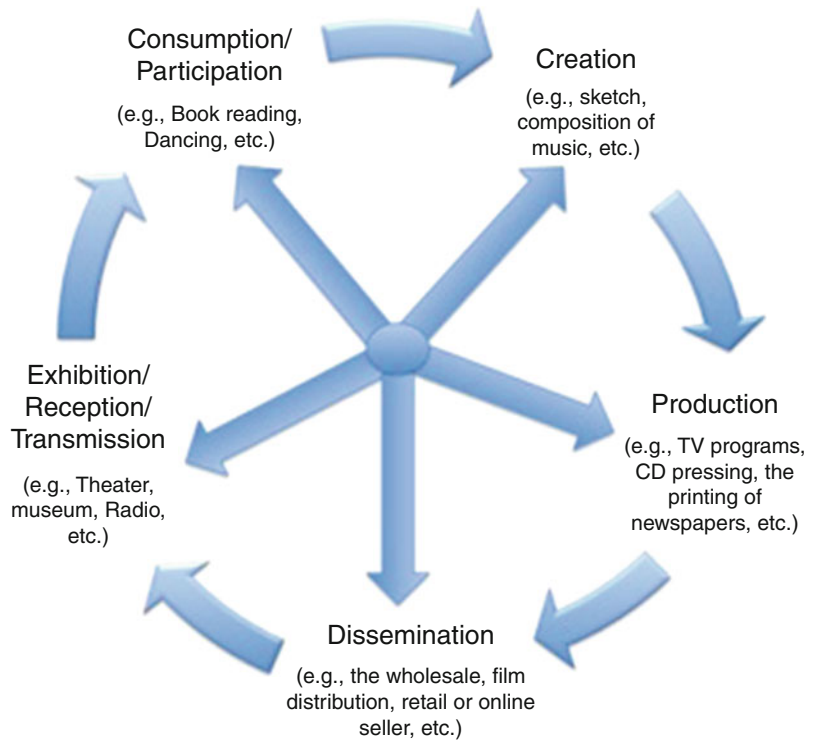 Consumption/
Participation
(e.g., Book reading,
Dancing, etc.)
Creation
(e.g., sketch,
composition of
music, etc.)
Production
(e.g., TV programs,
CD pressing, the
printing of
newspapers, etc.)
Dissemination
(e.g., the wholesale, film
distribution, retail or online
seller, etc.)
Exhibition/
Reception/
Transmission
(e.g., Theater,
museum, Radio,
etc.)